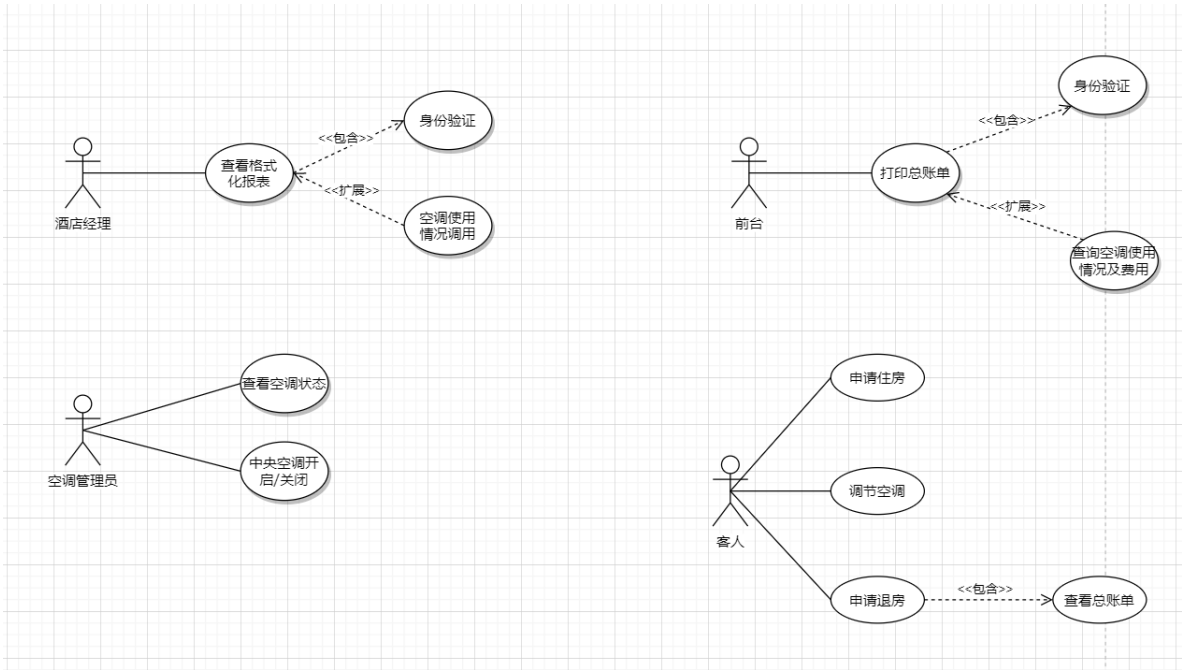 身份验证
<<包含>>
查看格式
化报表
<<扩展>>
空调使用
情况调用
酒店经理
身份验证
<<包含>>
打印总账单
<<扩展>>
前台
查询空调使用
情况及费用
查看空调状态
中央空调开
启/关闭
空调管理员
申请住房
调节空调
客人
申请退房
<<包含>>
查看总账单